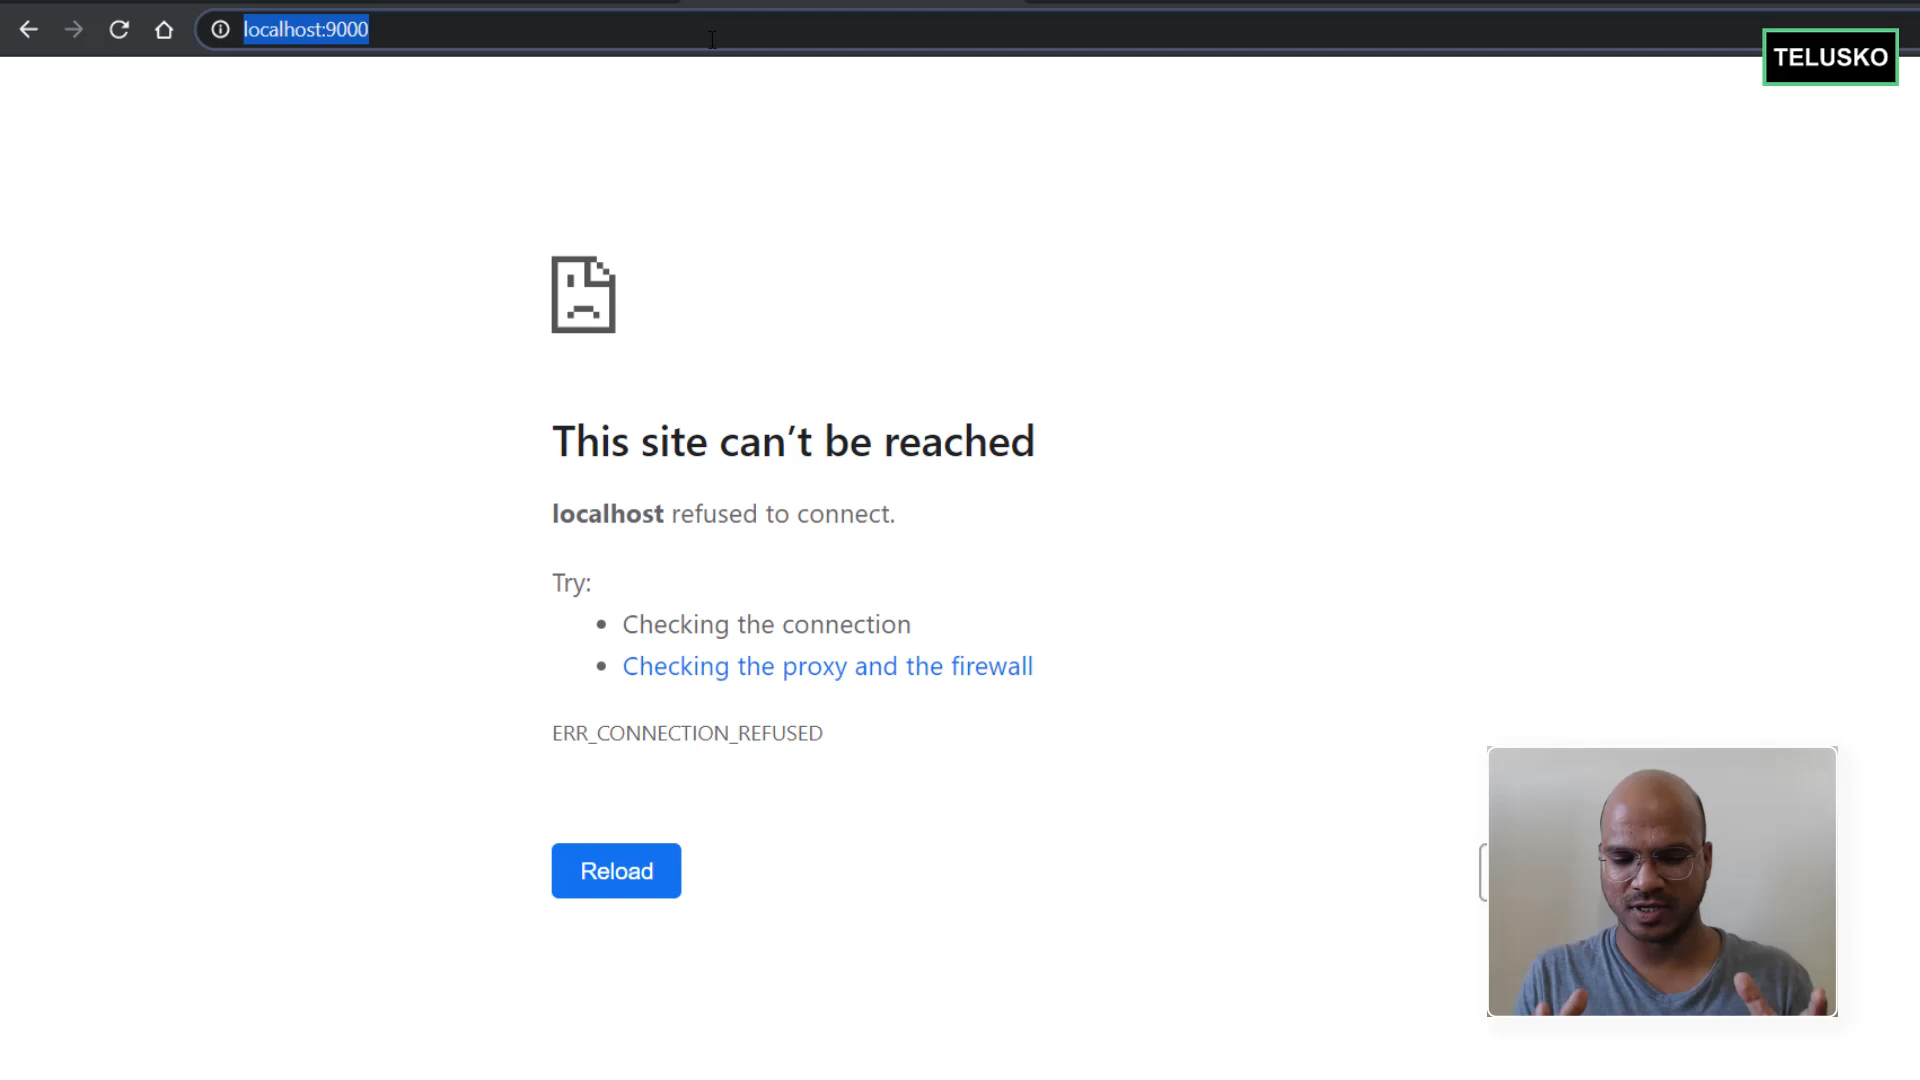 localhost:9000
TELUSKO
This site can’t be reached
localhost refused to connect.
Try:
Checking the connection
Checking the proxy and the firewall
ERR_CONNECTION_REFUSED
Reload